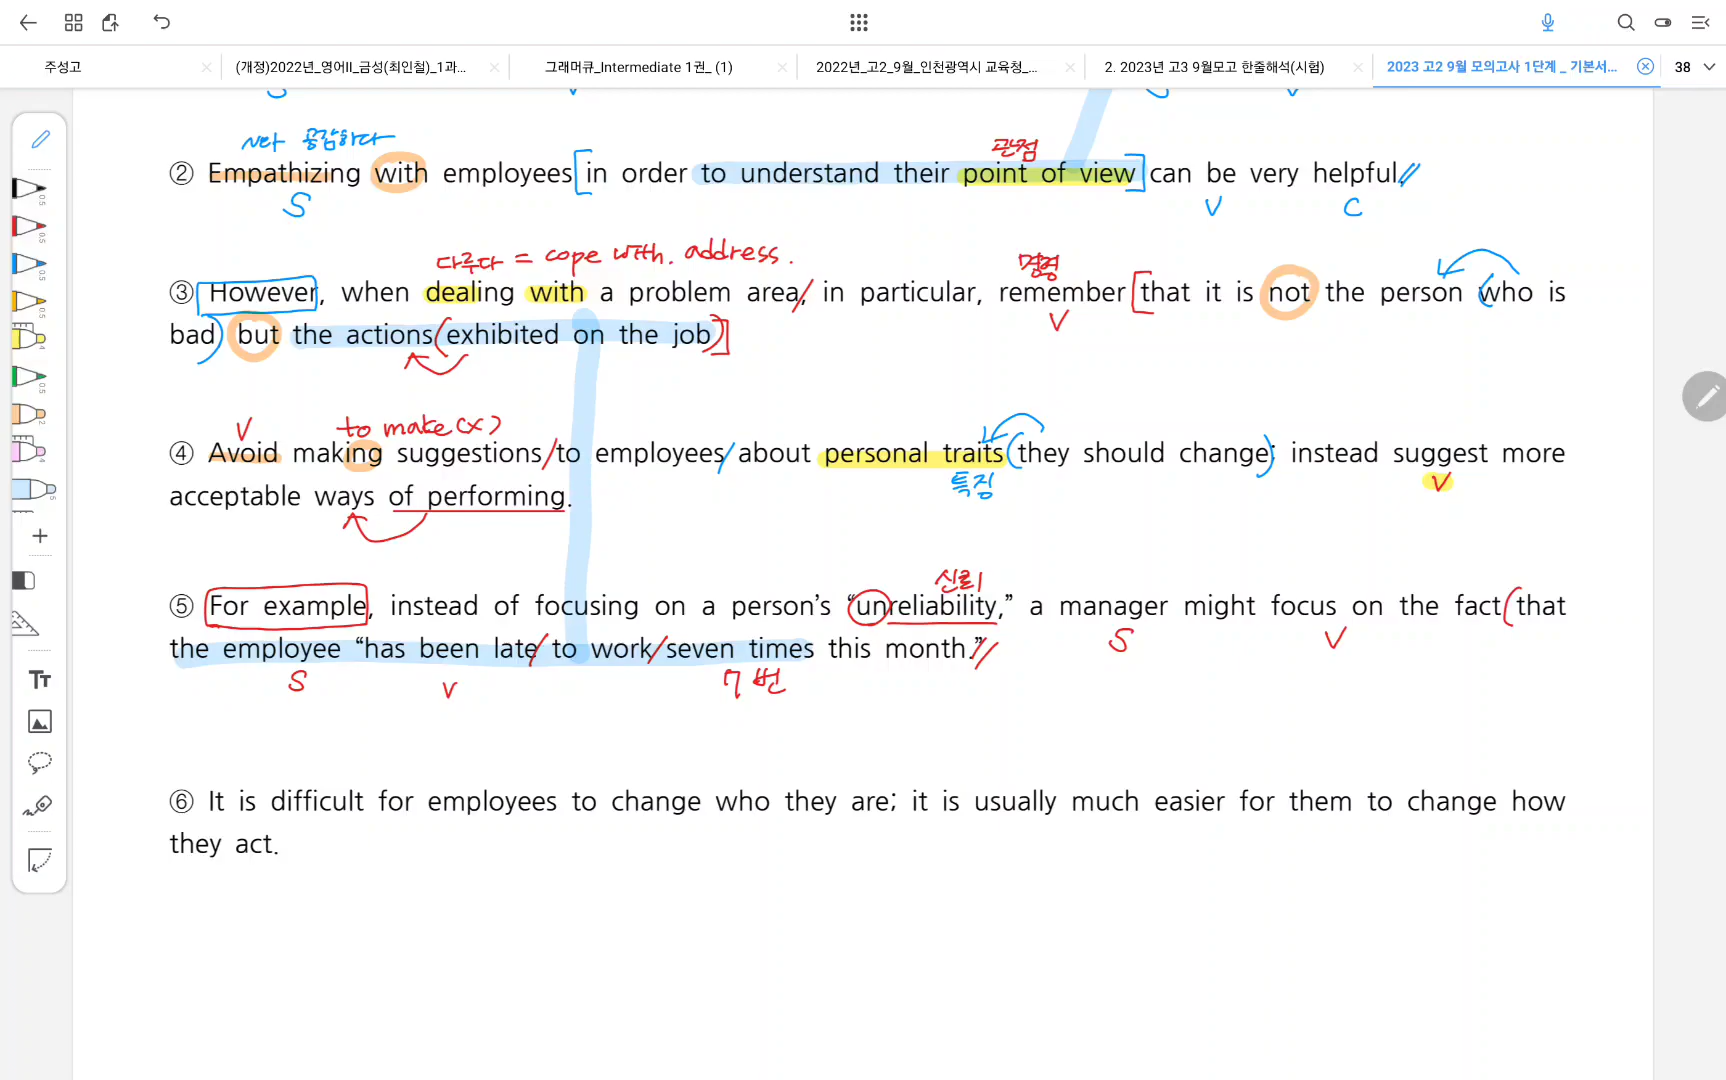 주성고
(개정)2022년_영어II_금성(최인철)_1과...
그래머큐_Intermediate 1권_ (1)
2022년_고2_9월_인천광역시 교육청_...
2. 2023년 고3 9월모고 한줄해석(시험)
2023 고2 9월 모의고사 1단계 _ 기본서...
38
S V S V
V다 공감하다 관점
② Empathizing with employees [in order to understand their point of view] can be very helpful.//
S V C
다루다 = cope with. address. 명령
③ However, when dealing with a problem area/, in particular, remember [that it is not the person (who is
V
bad) but the actions (exhibited on the job)]
V to make(x)
④ Avoid making suggestions/to employees/about personal traits (they should change); instead suggest more
특징 V
acceptable ways of performing.
신뢰
⑤ For example, instead of focusing on a person's “unreliability,” a manager might focus on the fact (that
S V
the employee “has been late/ to work/seven times this month.”//
S V 7번
⑥ It is difficult for employees to change who they are; it is usually much easier for them to change how
they act.
Tt